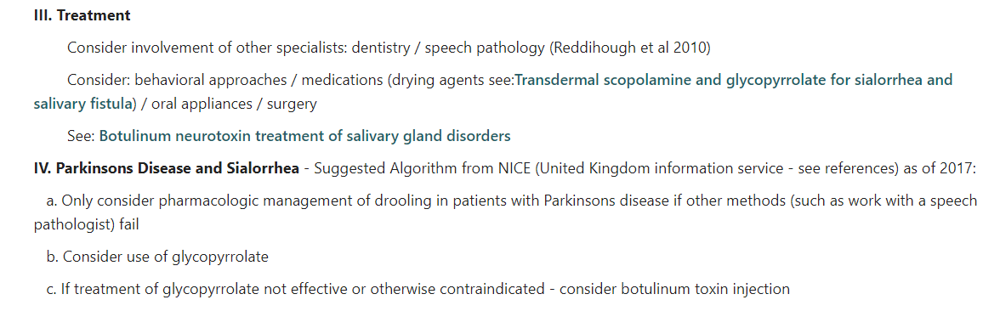 III. Treatment
Consider involvement of other specialists: dentistry / speech pathology (Reddihough et al 2010)
Consider: behavioral approaches / medications (drying agents see:Transdermal scopolamine and glycopyrrolate for sialorrhea and
salivary fistula) / oral appliances / surgery
See: Botulinum neurotoxin treatment of salivary gland disorders
IV. Parkinsons Disease and Sialorrhea - Suggested Algorithm from NICE (United Kingdom information service - see references) as of 2017:
a. Only consider pharmacologic management of drooling in patients with Parkinsons disease if other methods (such as work with a speech
pathologist) fail
b. Consider use of glycopyrrolate
c. If treatment of glycopyrrolate not effective or otherwise contraindicated - consider botulinum toxin injection